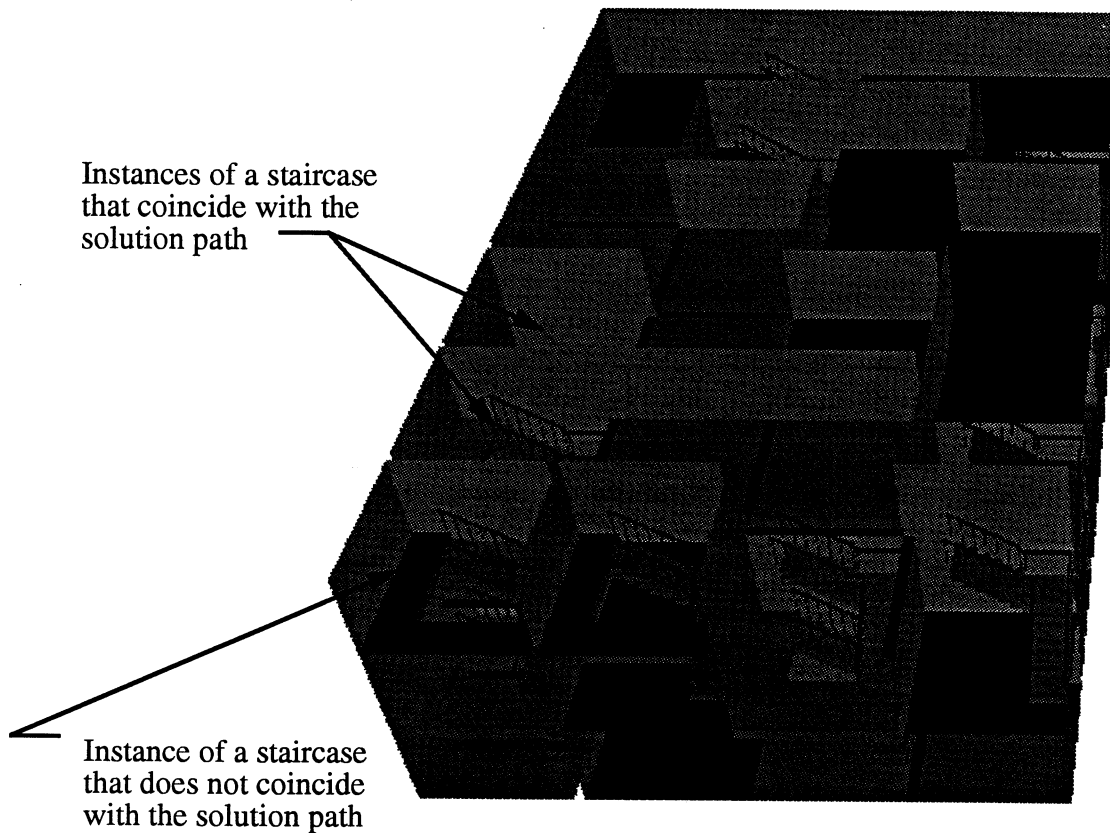 Instances of a staircase
that coincide with the
solution path
Instance of a staircase
that does not coincide
with the solution path